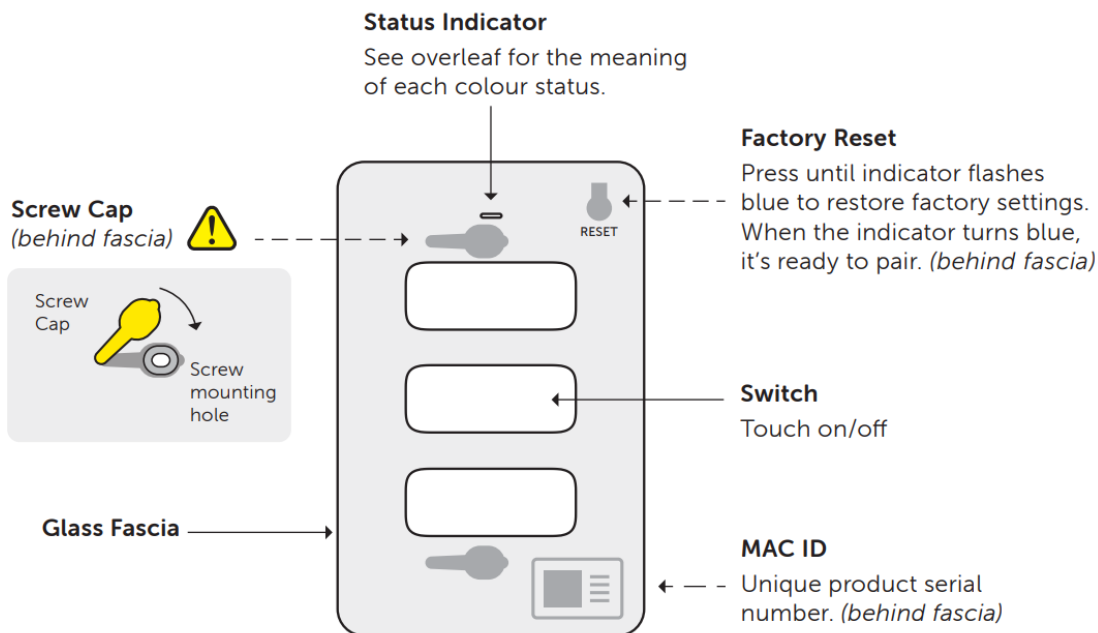 Status Indicator
See overleaf for the meaning
of each colour status.
Factory Reset
Press until indicator flashes
blue to restore factory settings.
When the indicator turns blue,
it's ready to pair. (behind fascia)
Screw Cap
(behind fascia)
RESET
Screw
Cap
Screw
mounting
hole
Switch
Touch on/off
Glass Fascia
MAC ID
Unique product serial
number. (behind fascia)